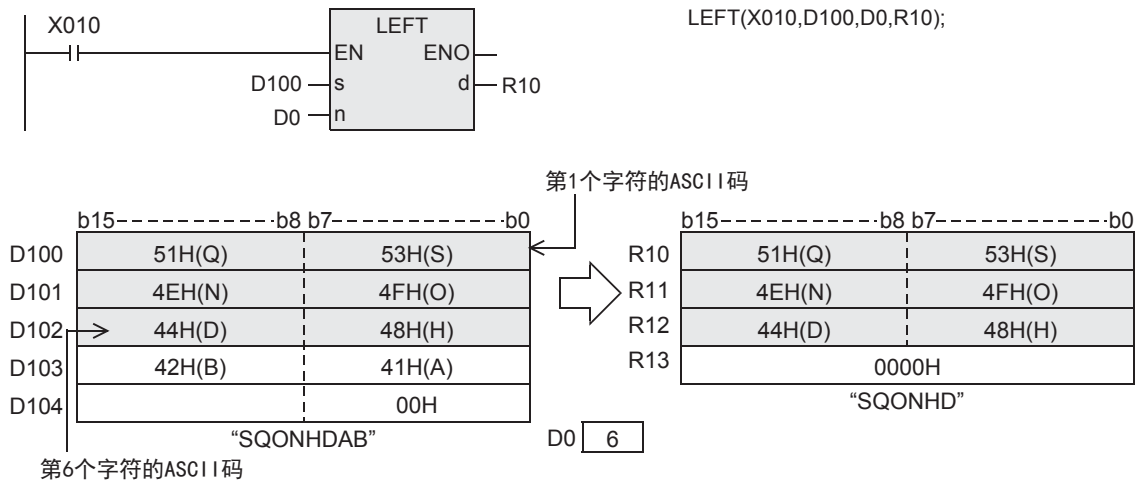 X010
LEFT
EN ENO
D100 s d R10
D0 n
LEFT(X010,D100,D0,R10);
第1个字符的ASCII码
b15 b8 b7 b0
D100 51H(Q) 53H(S)
D101 4EH(N) 4FH(O)
D102 44H(D) 48H(H)
D103 42H(B) 41H(A)
D104 00H
“SQONHDAB”
第6个字符的ASCII码
D0 6
b15 b8 b7 b0
R10 51H(Q) 53H(S)
R11 4EH(N) 4FH(O)
R12 44H(D) 48H(H)
R13 0000H
“SQONHD”